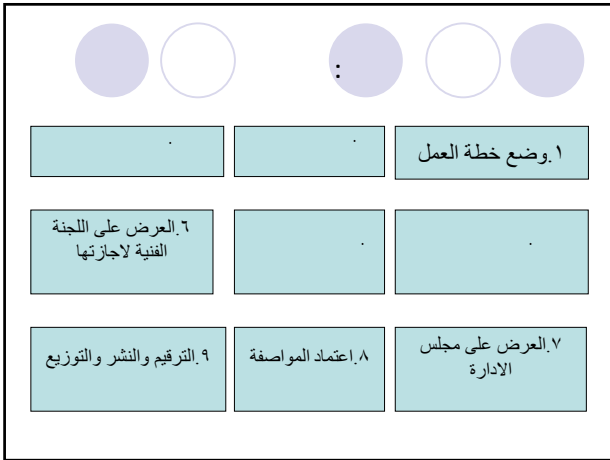 :
١.وضع خطة العمل
.
.
.
.
٦.العرض على اللجنة
الفنية لاجازتها
٧.العرض على مجلس
الادارة
٨.اعتماد المواصفة
٩.الترقيم والنشر والتوزيع